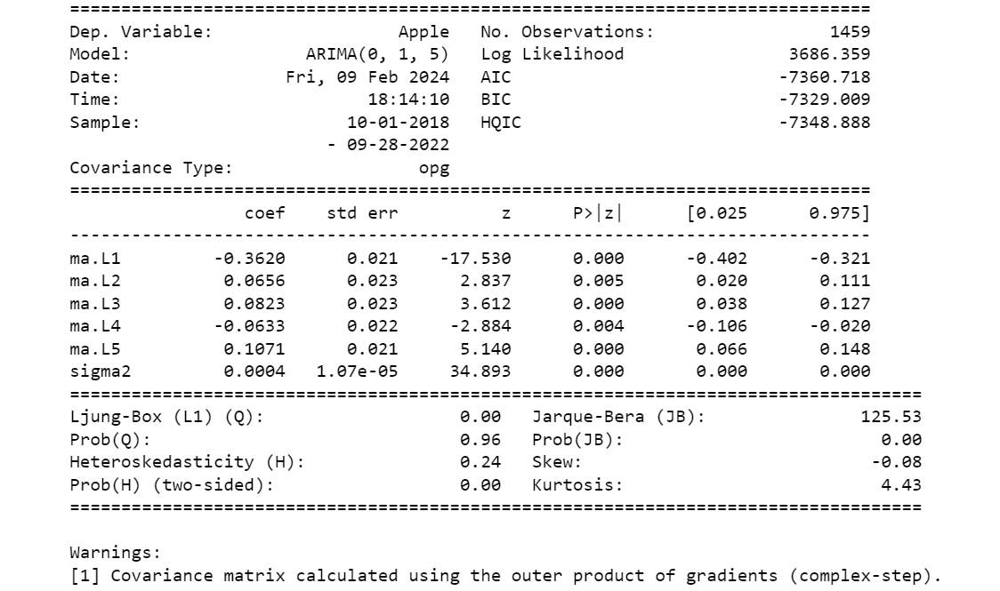 ==============================================================================
Dep. Variable:                  Apple   No. Observations:                 1459
Model:                 ARIMA(0, 1, 5)   Log Likelihood                3686.359
Date:                Fri, 09 Feb 2024   AIC                          -7360.718
Time:                        18:14:10   BIC                          -7329.009
Sample:                    10-01-2018   HQIC                         -7348.888
                         - 09-28-2022
Covariance Type:                  opg
==============================================================================
                 coef    std err          z      P>|z|      [0.025      0.975]
------------------------------------------------------------------------------
ma.L1         -0.3620      0.021    -17.530      0.000      -0.402      -0.321
ma.L2          0.0656      0.023      2.837      0.005       0.020       0.111
ma.L3          0.0823      0.023      3.612      0.000       0.038       0.127
ma.L4         -0.0633      0.022     -2.884      0.004      -0.106      -0.020
ma.L5          0.1071      0.021      5.140      0.000       0.066       0.148
sigma2         0.0004   1.07e-05     34.893      0.000       0.000       0.000
===================================================================================
Ljung-Box (L1) (Q):                   0.00   Jarque-Bera (JB):               125.53
Prob(Q):                              0.96   Prob(JB):                         0.00
Heteroskedasticity (H):               0.24   Skew:                            -0.08
Prob(H) (two-sided):                  0.00   Kurtosis:                         4.43
===================================================================================
Warnings:
[1] Covariance matrix calculated using the outer product of gradients (complex-step).